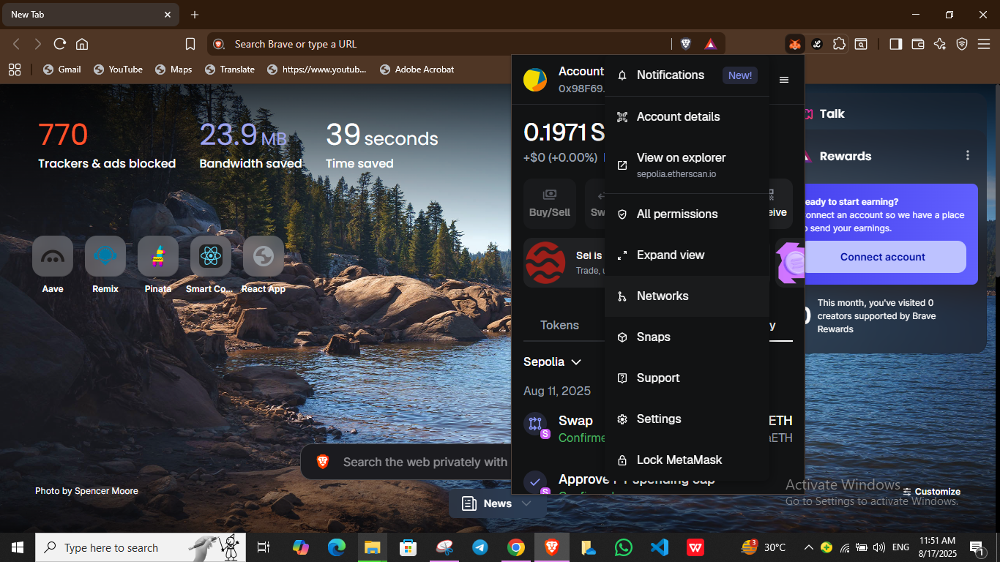 New Tab
Search Brave or type a URL
Gmail
YouTube
Maps
Translate
https://www.youtub...
Adobe Acrobat
770
Trackers & ads blocked
23.9 MB
Bandwidth saved
39 seconds
Time saved
Aave
Remix
Pinata
Smart Co...
React App
Search the web privately with
Photo by Spencer Moore
News
Account
0x98F69.
0.1971 S
+$0 (+0.00%)
Buy/Sell
Sw
eive
Sei is
Trade, u
Tokens
y
Sepolia
Aug 11, 2025
Swap
ETH
Confirme
ETH
Approve
spending cap
Notifications
New!
Account details
View on explorer
sepolia.etherscan.io
All permissions
Expand view
Networks
Snaps
Support
Settings
Lock MetaMask
Talk
Rewards
eady to start earning?
onnect an account so we have a place
o send your earnings.
Connect account
This month, you've visited 0
creators supported by Brave
Rewards
Activate Windows
Go to Settings to activate Windows.
Customize
Type here to search
3
30°C
ENG
11:51 AM
8/17/2025
1